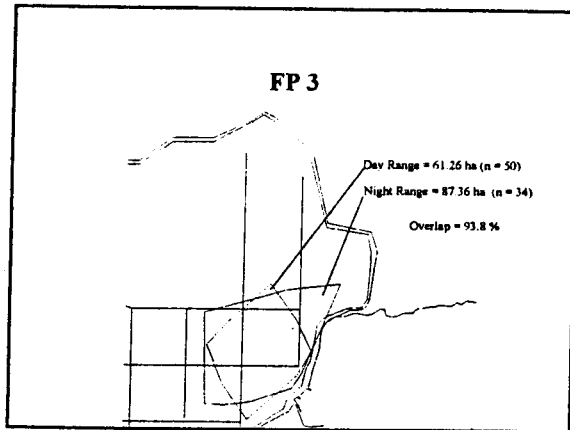 FP 3
Day Range = 61.26 ha (n = 50)
Night Range = 87.36 ha (n = 34)
Overlap = 93.8 %